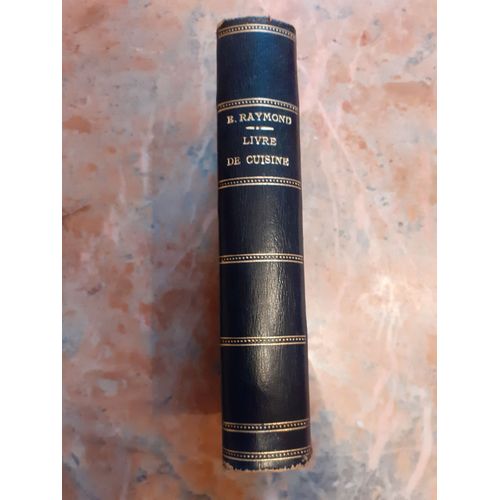 E. RAYMOND
LIVRE
DE CUISINE